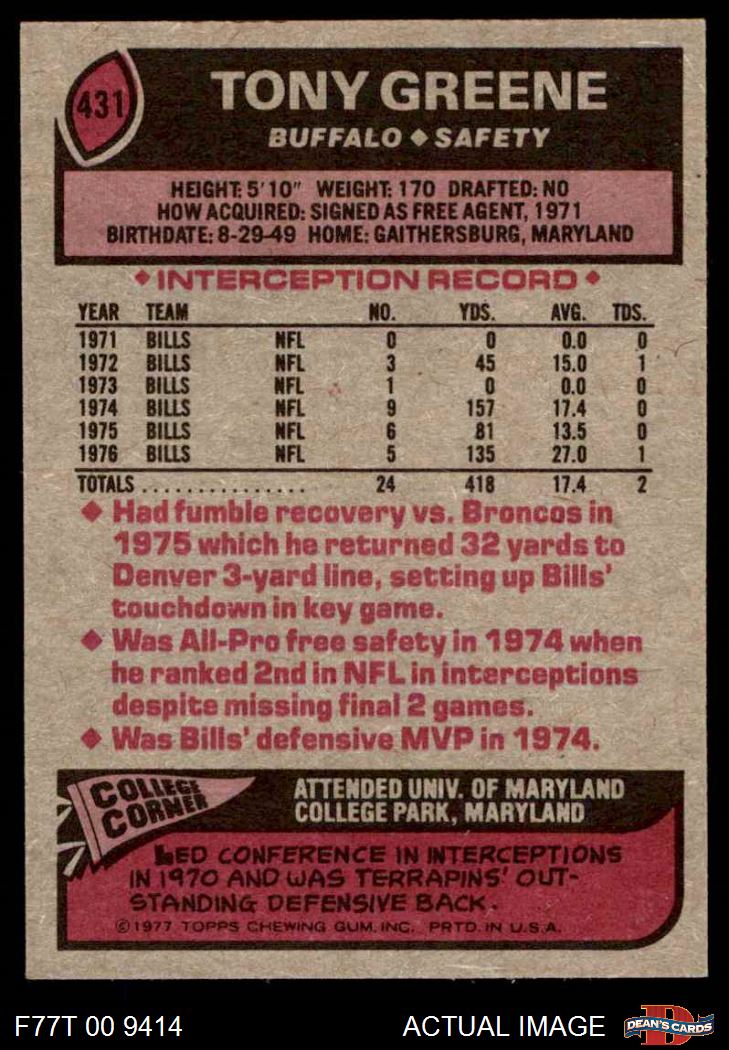 431
TONY GREENE
BUFFALO ◆ SAFETY
HEIGHT: 5'10" WEIGHT: 170 DRAFTED: NO
HOW ACQUIRED: SIGNED AS FREE AGENT, 1971
BIRTHDATE: 8-29-49 HOME: GAITHERSBURG, MARYLAND
◆ INTERCEPTION RECORD ◆
YEAR TEAM NO. YDS. AVG. TDS.
1971 BILLS NFL 0 0 0.0 0
1972 BILLS NFL 3 45 15.0 1
1973 BILLS NFL 1 0 0.0 0
1974 BILLS NFL 9 157 17.4 0
1975 BILLS NFL 6 81 13.5 0
1976 BILLS NFL 5 135 27.0 1
TOTALS ................ 24 418 17.4 2
◆ Had fumble recovery vs. Broncos in
1975 which he returned 32 yards to
Denver 3-yard line, setting up Bills'
touchdown in key game.
◆ Was All-Pro free safety in 1974 when
he ranked 2nd in NFL in interceptions
despite missing final 2 games.
◆ Was Bills' defensive MVP in 1974.
COLLEGE
CORNER
ATTENDED UNIV. OF MARYLAND
COLLEGE PARK, MARYLAND
LED CONFERENCE IN INTERCEPTIONS
IN 1970 AND WAS TERRAPINS' OUT-
STANDING DEFENSIVE BACK.
©1977 TOPPS CHEWING GUM, INC. PRTD. IN U.S.A.
F77T 00 9414 ACTUAL IMAGE
D
DEAN'S CARDS